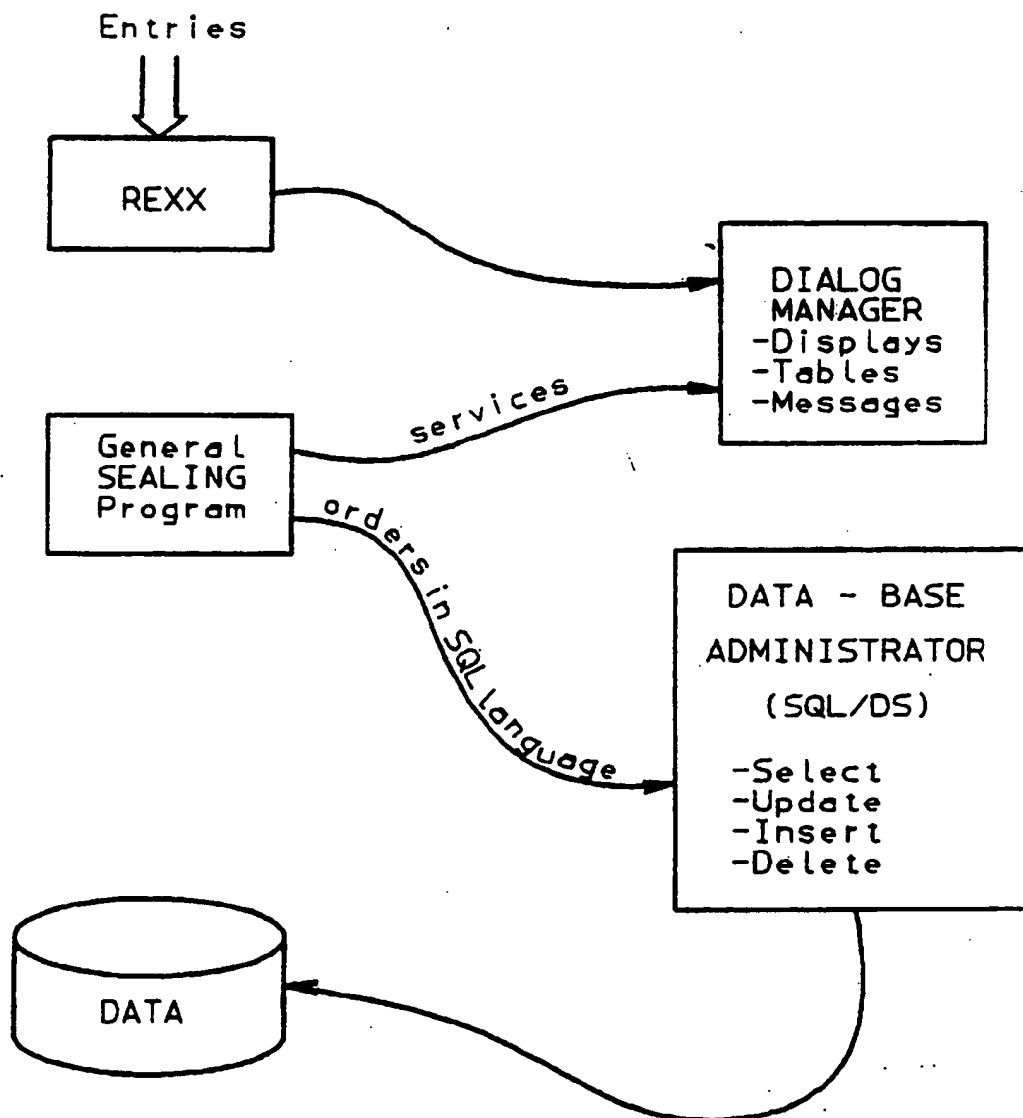 Entries
REXX
DIALOG
MANAGER
-Displays
-Tables
-Messages
services
General
SEALING
Program
orders in SQL language
DATA - BASE
ADMINISTRATOR
(SQL/DS)
-Select
-Update
-Insert
-Delete
DATA